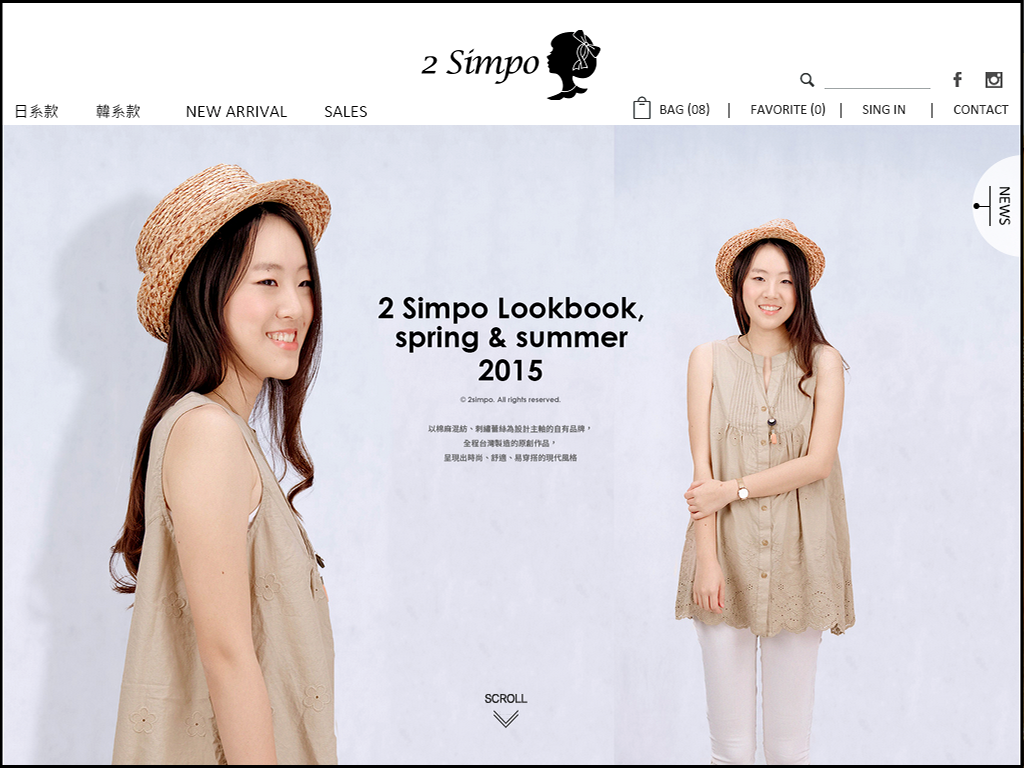 2 Simpo
日系款
韓系款
NEW ARRIVAL
SALES
BAG (08) | FAVORITE (0) | SING IN | CONTACT
NEWS
2 Simpo Lookbook,
spring & summer
2015
© 2simpo. All rights reserved.
以棉麻混紡、刺繡蕾絲為設計主軸的自有品牌，
全程台灣製造的原創作品，
呈現出時尚、舒適、易穿搭的現代風格
SCROLL